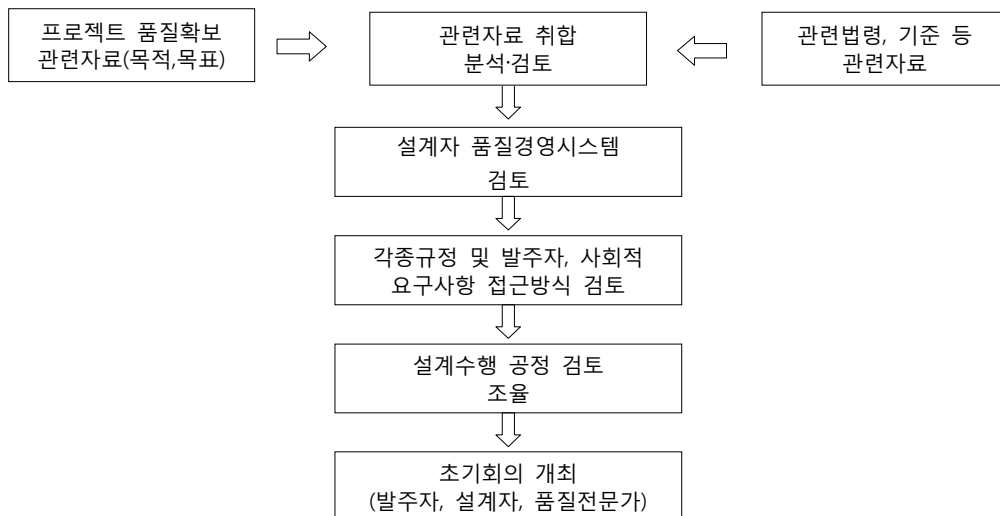 프로젝트 품질확보
관련자료(목적,목표)
관련자료 취합
분석·검토
관련법령, 기준 등
관련자료
설계자 품질경영시스템
검토
각종규정 및 발주자, 사회적
요구사항 접근방식 검토
설계수행 공정 검토
조율
초기회의 개최
(발주자, 설계자, 품질전문가)